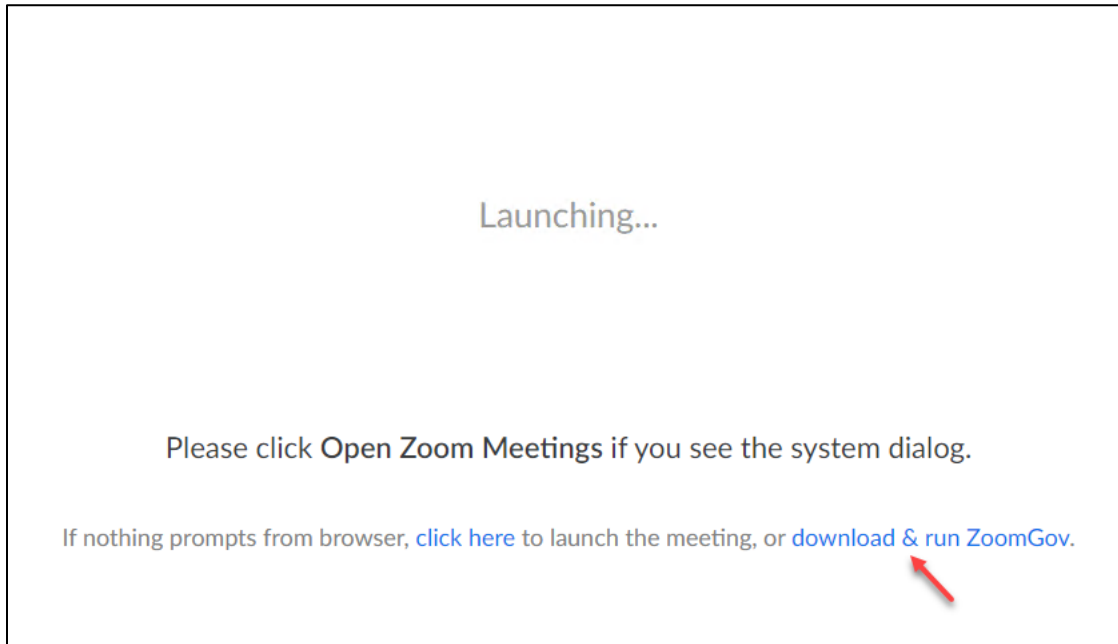 Launching...
Please click Open Zoom Meetings if you see the system dialog.
If nothing prompts from browser, click here to launch the meeting, or download & run ZoomGov.